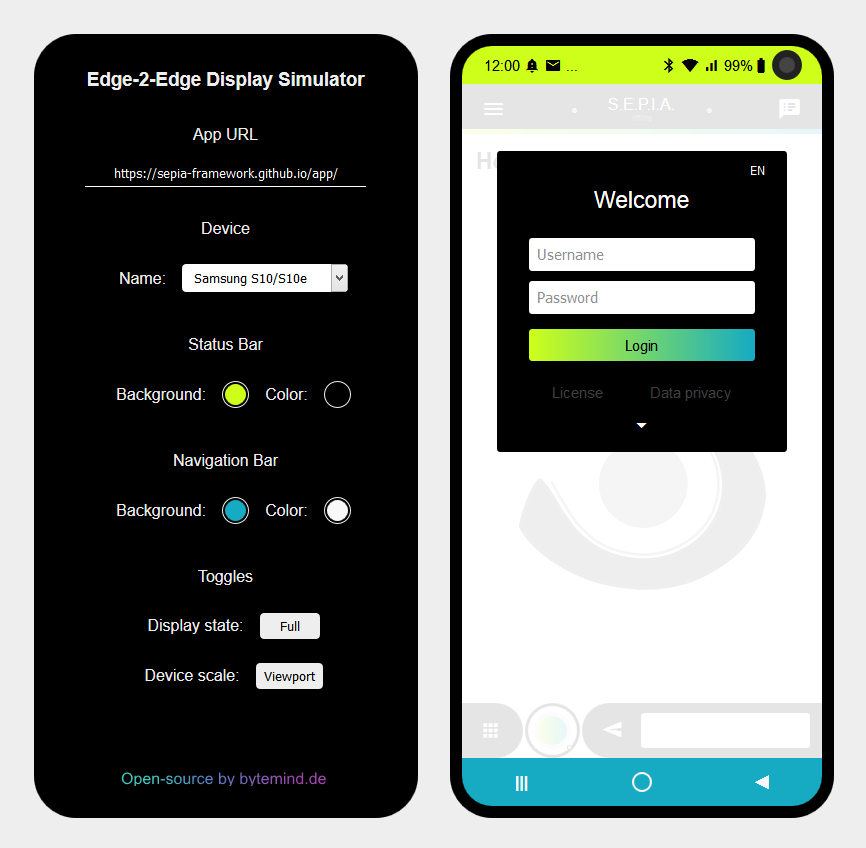 Edge-2-Edge Display Simulator
App URL
https://sepia-framework.github.io/app/
Device
Name: Samsung S10/S10e
Status Bar
Background: Color:
Navigation Bar
Background: Color:
Toggles
Display state: Full
Device scale: Viewport
Open-source by bytemind.de
12:00 ... 99%
S.E.P.I.A.
EN
Welcome
Username
Password
Login
License Data privacy